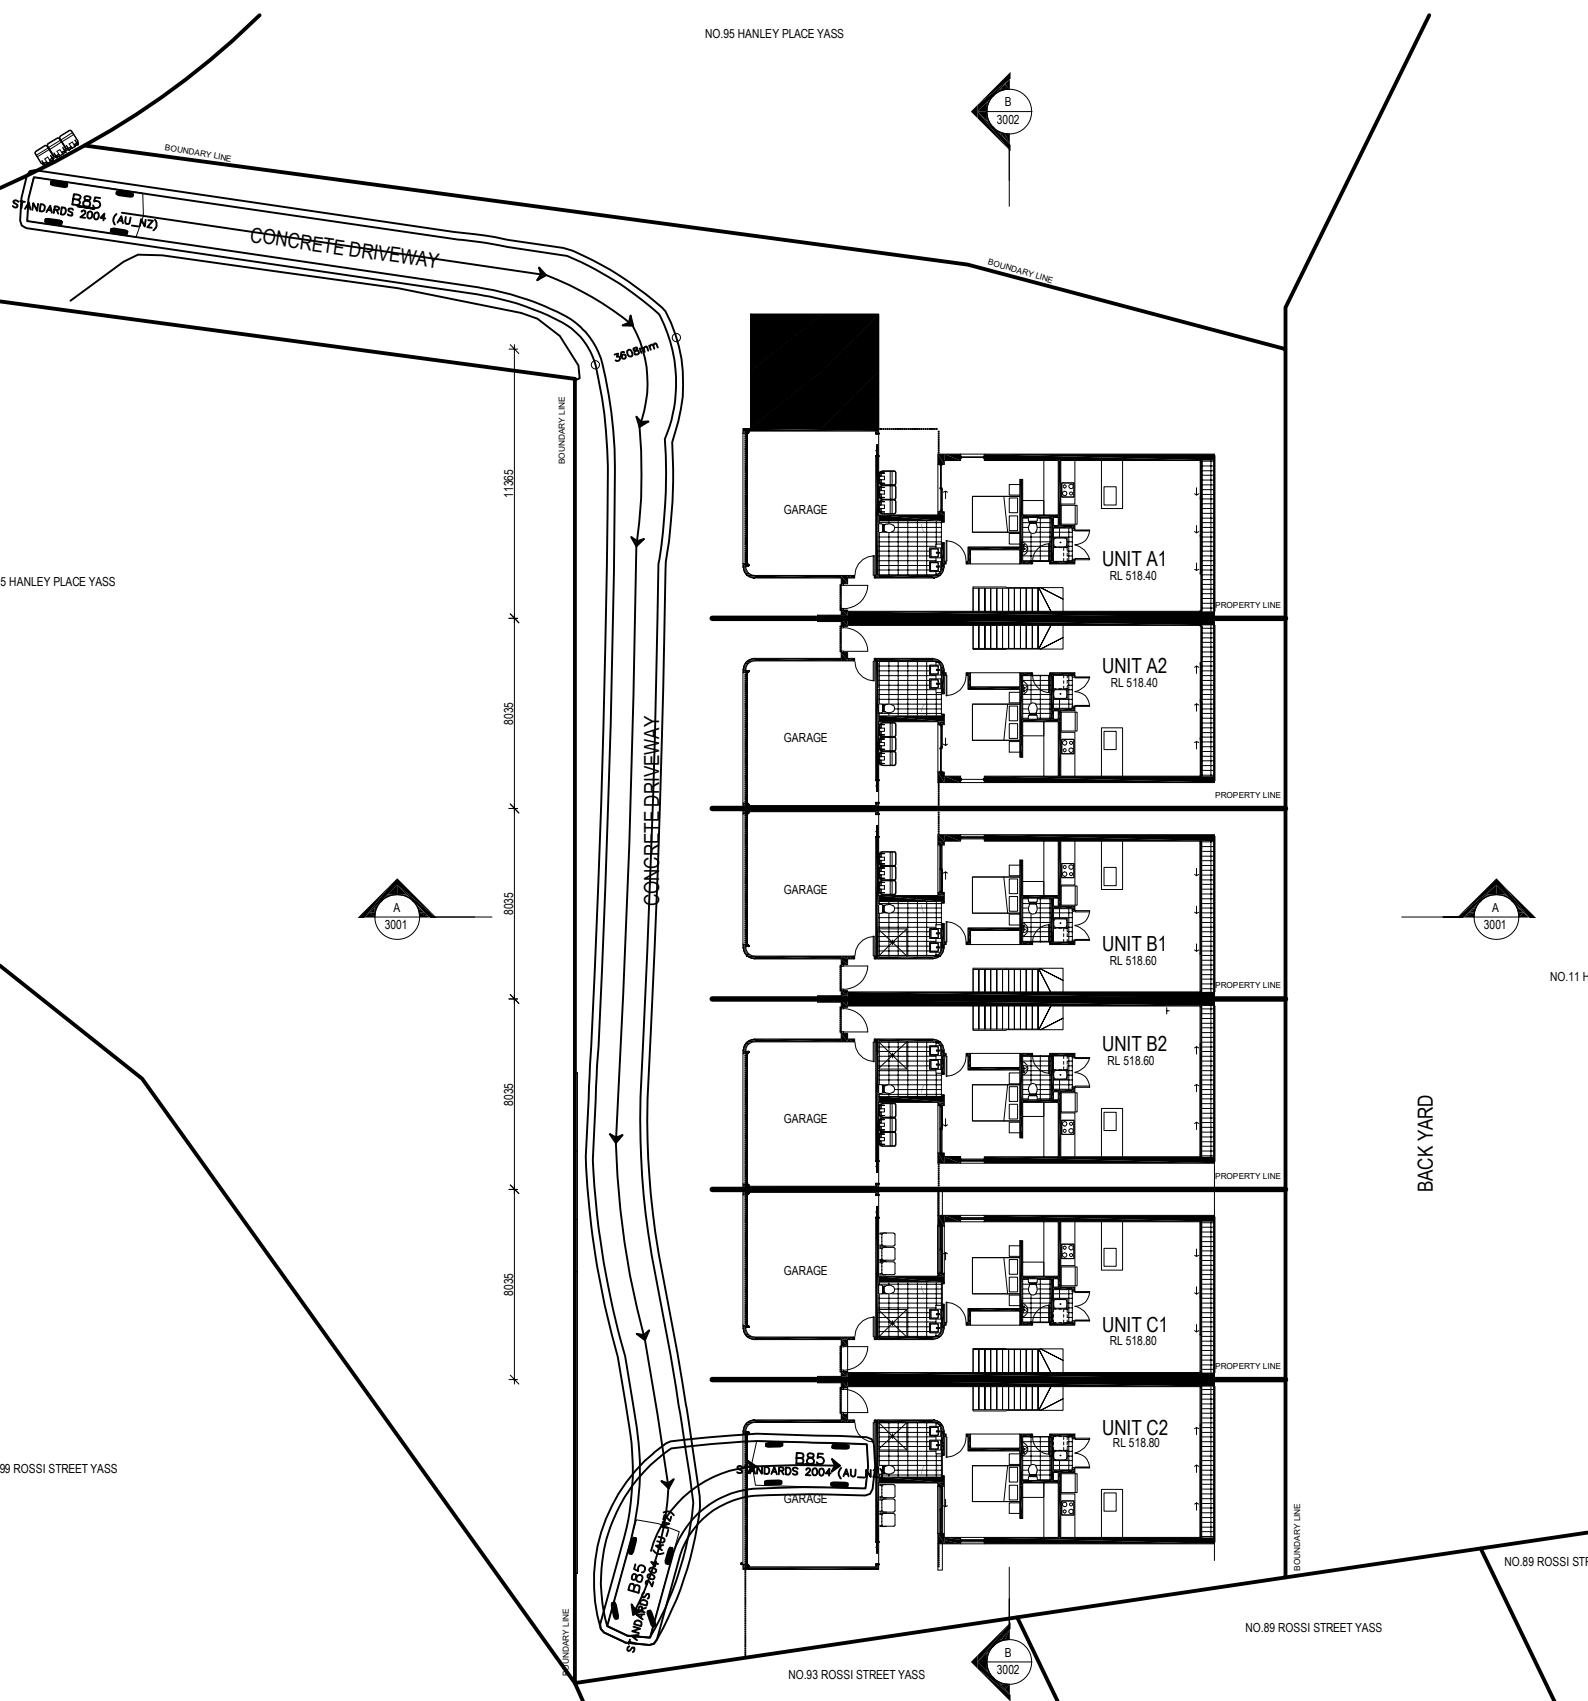 NO.95 HANLEY PLACE YASS
B
3002
BOUNDARY LINE
B85
STANDARDS 2004 (AU_NZ)
CONCRETE DRIVEWAY
BOUNDARY LINE
3608mm
BOUNDARY LINE
11365
GARAGE
UNIT A1
RL 518.40
5 HANLEY PLACE YASS
PROPERTY LINE
UNIT A2
RL 518.40
8035
GARAGE
CONCRETE DRIVEWAY
PROPERTY LINE
8035
GARAGE
A
3001
A
3001
UNIT B1
RL 518.60
NO.11 H
PROPERTY LINE
UNIT B2
RL 518.60
8035
GARAGE
BACK YARD
PROPERTY LINE
8035
GARAGE
UNIT C1
RL 518.80
PROPERTY LINE
UNIT C2
RL 518.80
B85
STANDARDS 2004 (AU_NZ)
GARAGE
99 ROSSI STREET YASS
B85
STANDARDS 2004 (AU_NZ)
BOUNDARY LINE
BOUNDARY LINE
NO.89 ROSSI STR
NO.89 ROSSI STREET YASS
NO.93 ROSSI STREET YASS
B
3002